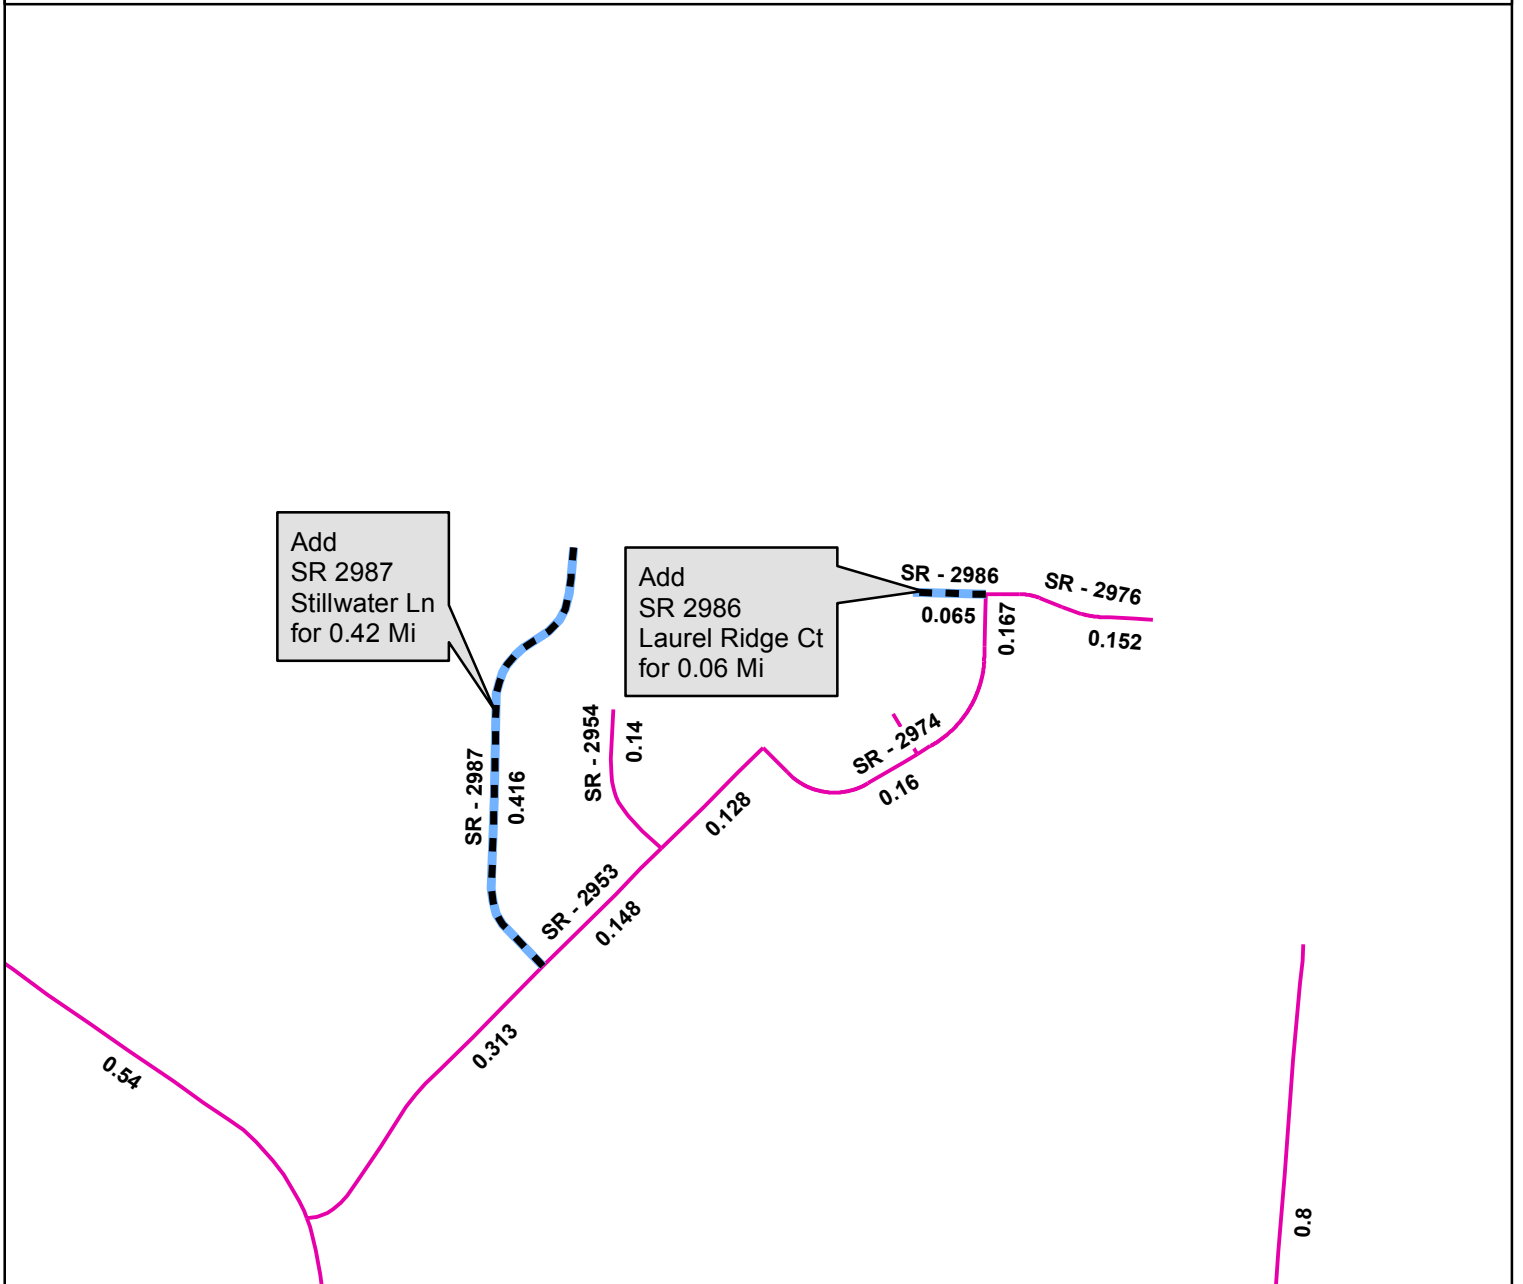 Add
SR 2987
Stillwater Ln
for 0.42 Mi
Add
SR 2986
Laurel Ridge Ct
for 0.06 Mi
SR - 2986
0.065
SR - 2976
0.152
0.167
SR - 2974
0.16
SR - 2954
0.14
0.128
SR - 2987
0.416
SR - 2953
0.148
0.313
0.54
0.8